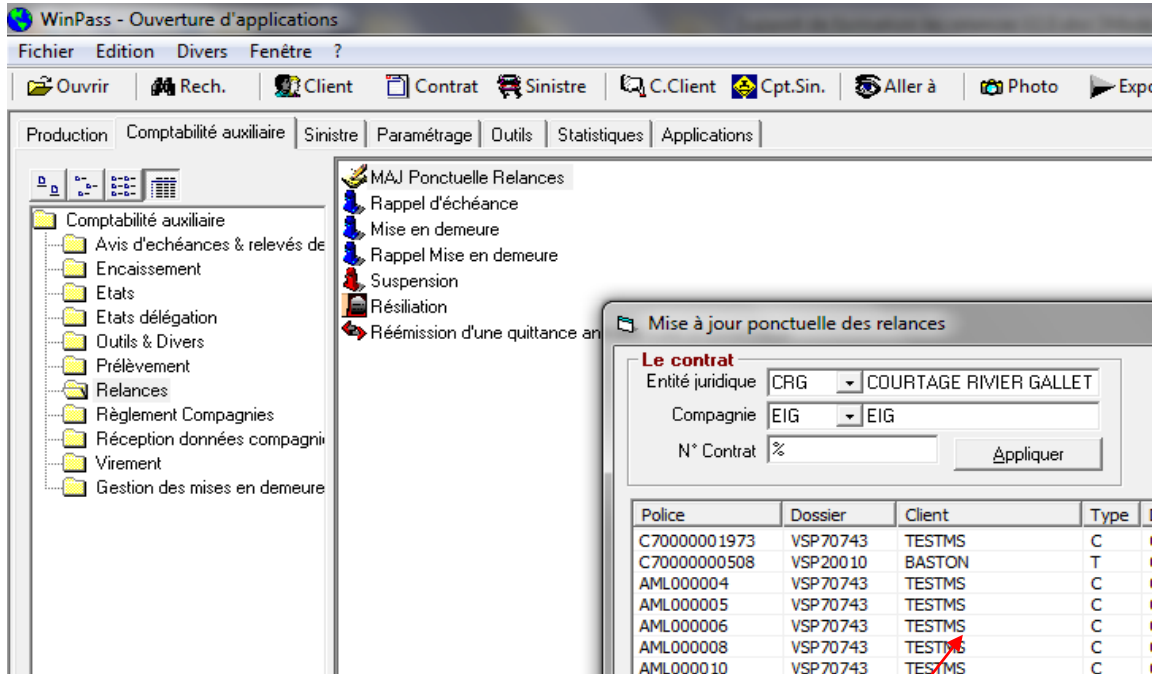 WinPass - Ouverture d'applications
Fichier Edition Divers Fenêtre ?
Ouvrir Rech. Client Contrat Sinistre C.Client Cpt.Sin. Aller à Photo Expo
Production Comptabilité auxiliaire Sinistre Paramétrage Outils Statistiques Applications
Comptabilité auxiliaire
Avis d'echéances & relevés de
Encaissement
Etats
Etats délégation
Outils & Divers
Prélèvement
Relances
Règlement Compagnies
Réception données compagni
Virement
Gestion des mises en demeure
MAJ Ponctuelle Relances
Rappel d'échéance
Mise en demeure
Rappel Mise en demeure
Suspension
Résiliation
Réémission d'une quittance an
Mise à jour ponctuelle des relances
Le contrat
Entité juridique CRG COURTAGE RIVIER GALLET
Compagnie EIG EIG
N° Contrat % Appliquer
Police Dossier Client Type
C70000001973 VSP70743 TESTMS C
C70000000508 VSP20010 BASTON T
AML000004 VSP70743 TESTMS C
AML000005 VSP70743 TESTMS C
AML000006 VSP70743 TESTMS C
AML000008 VSP70743 TESTMS C
AML000010 VSP70743 TESTMS C